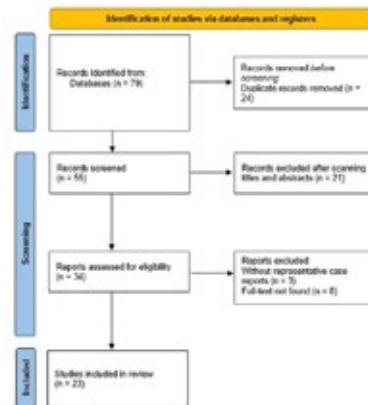 Identification of studies via databases and registers
Identification
Records identified from:
Databases (n = 79)
Records removed before
screening:
Duplicate records removed (n =
24)
Screening
Records screened
(n = 55)
Records excluded after scanning
titles and abstracts (n = 21)
Reports assessed for eligibility
(n = 34)
Reports excluded:
Without representative case
reports (n = 3)
Full-text not found (n = 8)
Included
Studies included in review
(n = 23)